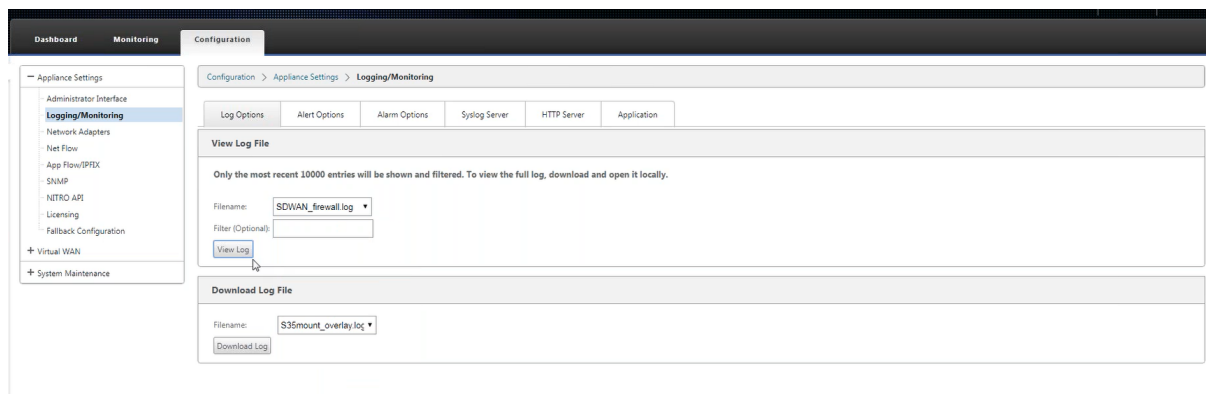 Dashboard Monitoring Configuration
Appliance Settings
Administrator Interface
Logging/Monitoring
Network Adapters
Net Flow
App Flow/IPFIX
SNMP
NITRO API
Licensing
Fallback Configuration
Virtual WAN
System Maintenance
Configuration > Appliance Settings > Logging/Monitoring
Log Options Alert Options Alarm Options Syslog Server HTTP Server Application
View Log File
Only the most recent 10000 entries will be shown and filtered. To view the full log, download and open it locally.
Filename: SDWAN_firewall.log
Filter (Optional):
View Log
Download Log File
Filename: S35mount_overlay.log
Download Log